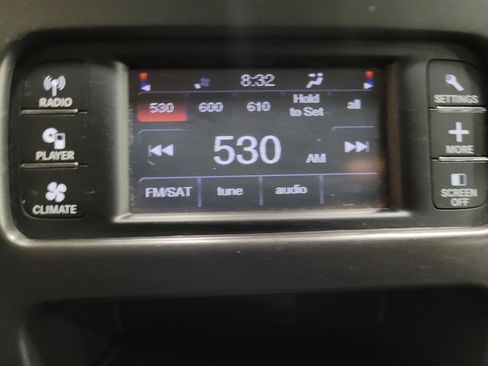 8:32
RADIO
530 600 610 Hold to Set all
SETTINGS
PLAYER
530 AM
MORE
CLIMATE
FM/SAT tune audio
SCREEN
OFF